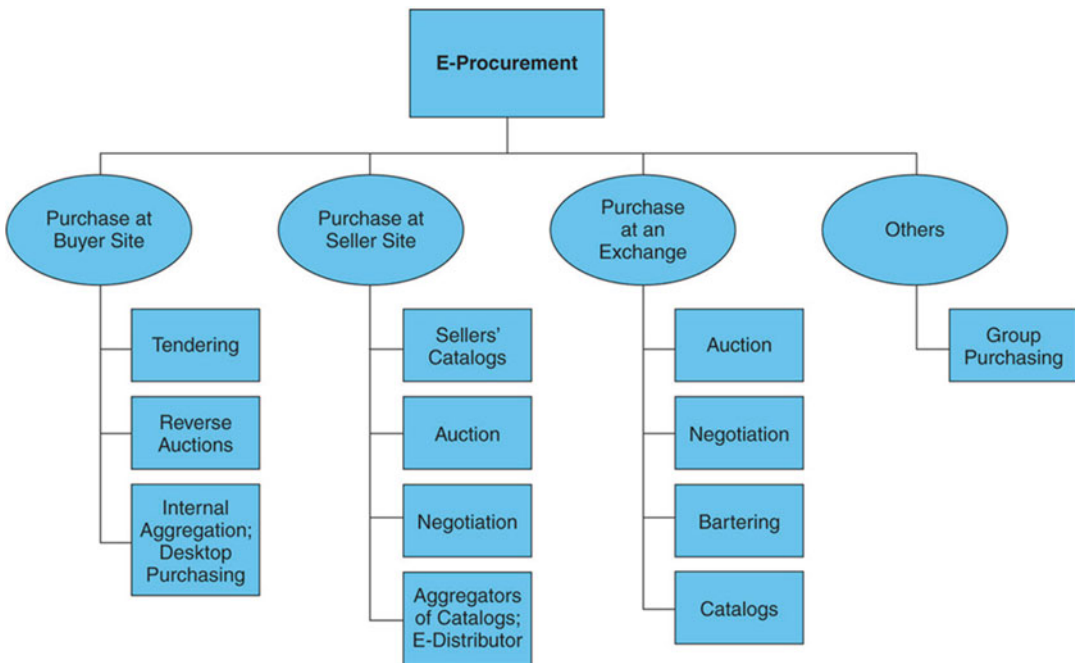 E-Procurement
Purchase at
Buyer Site
Purchase at
Seller Site
Purchase
at an
Exchange
Others
Tendering
Reverse
Auctions
Internal
Aggregation;
Desktop
Purchasing
Sellers’
Catalogs
Auction
Negotiation
Aggregators
of Catalogs;
E-Distributor
Auction
Negotiation
Bartering
Catalogs
Group
Purchasing